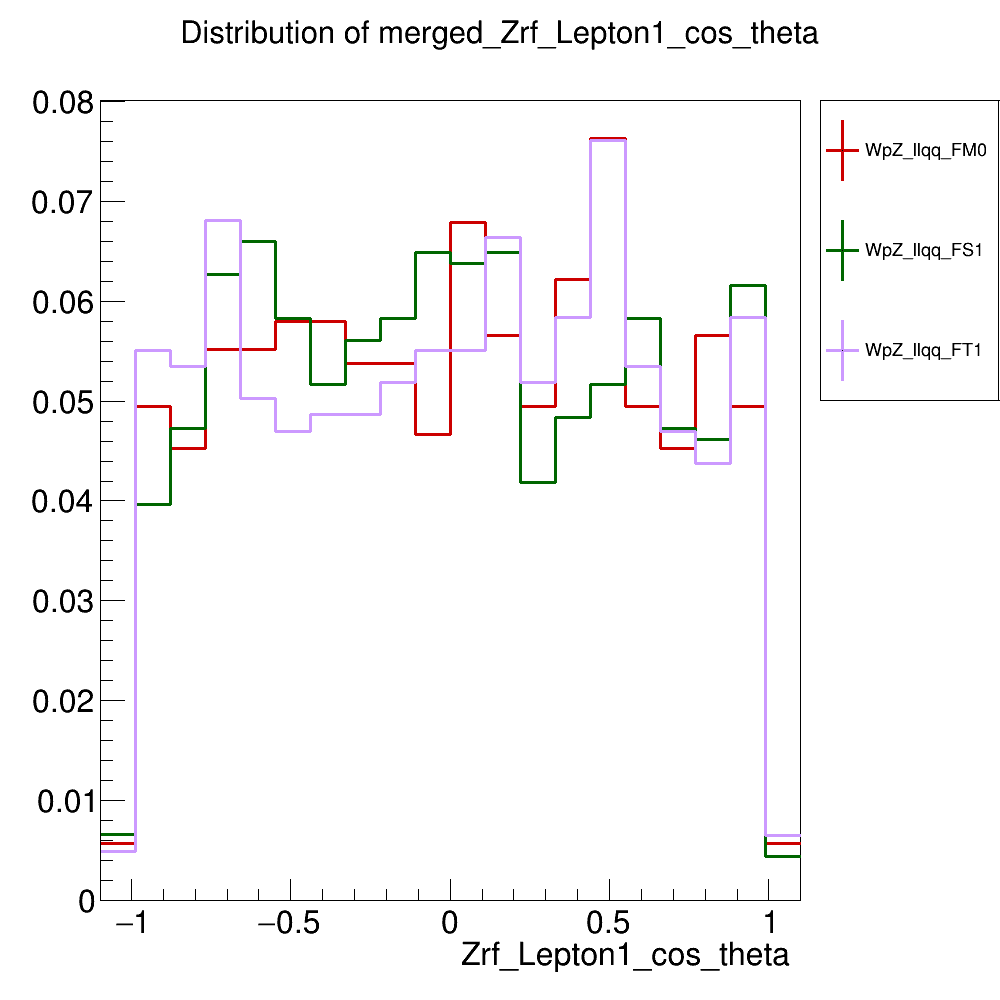 Distribution of merged_Zrf_Lepton1_cos_theta
0.08
0.07
0.06
0.05
0.04
0.03
0.02
0.01
0
−1
−0.5
0
0.5
1
Zrf_Lepton1_cos_theta
WpZ_llqq_FM0
WpZ_llqq_FS1
WpZ_llqq_FT1